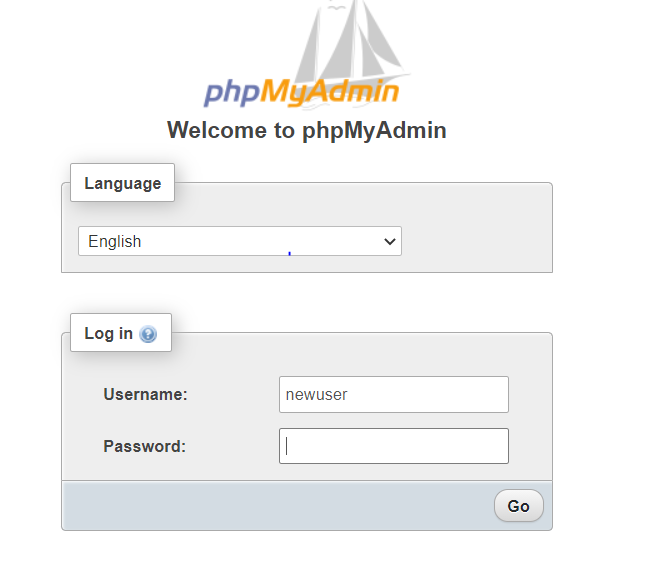 phpMyAdmin
Welcome to phpMyAdmin
Language
English
Log in
Username:
newuser
Password:
Go